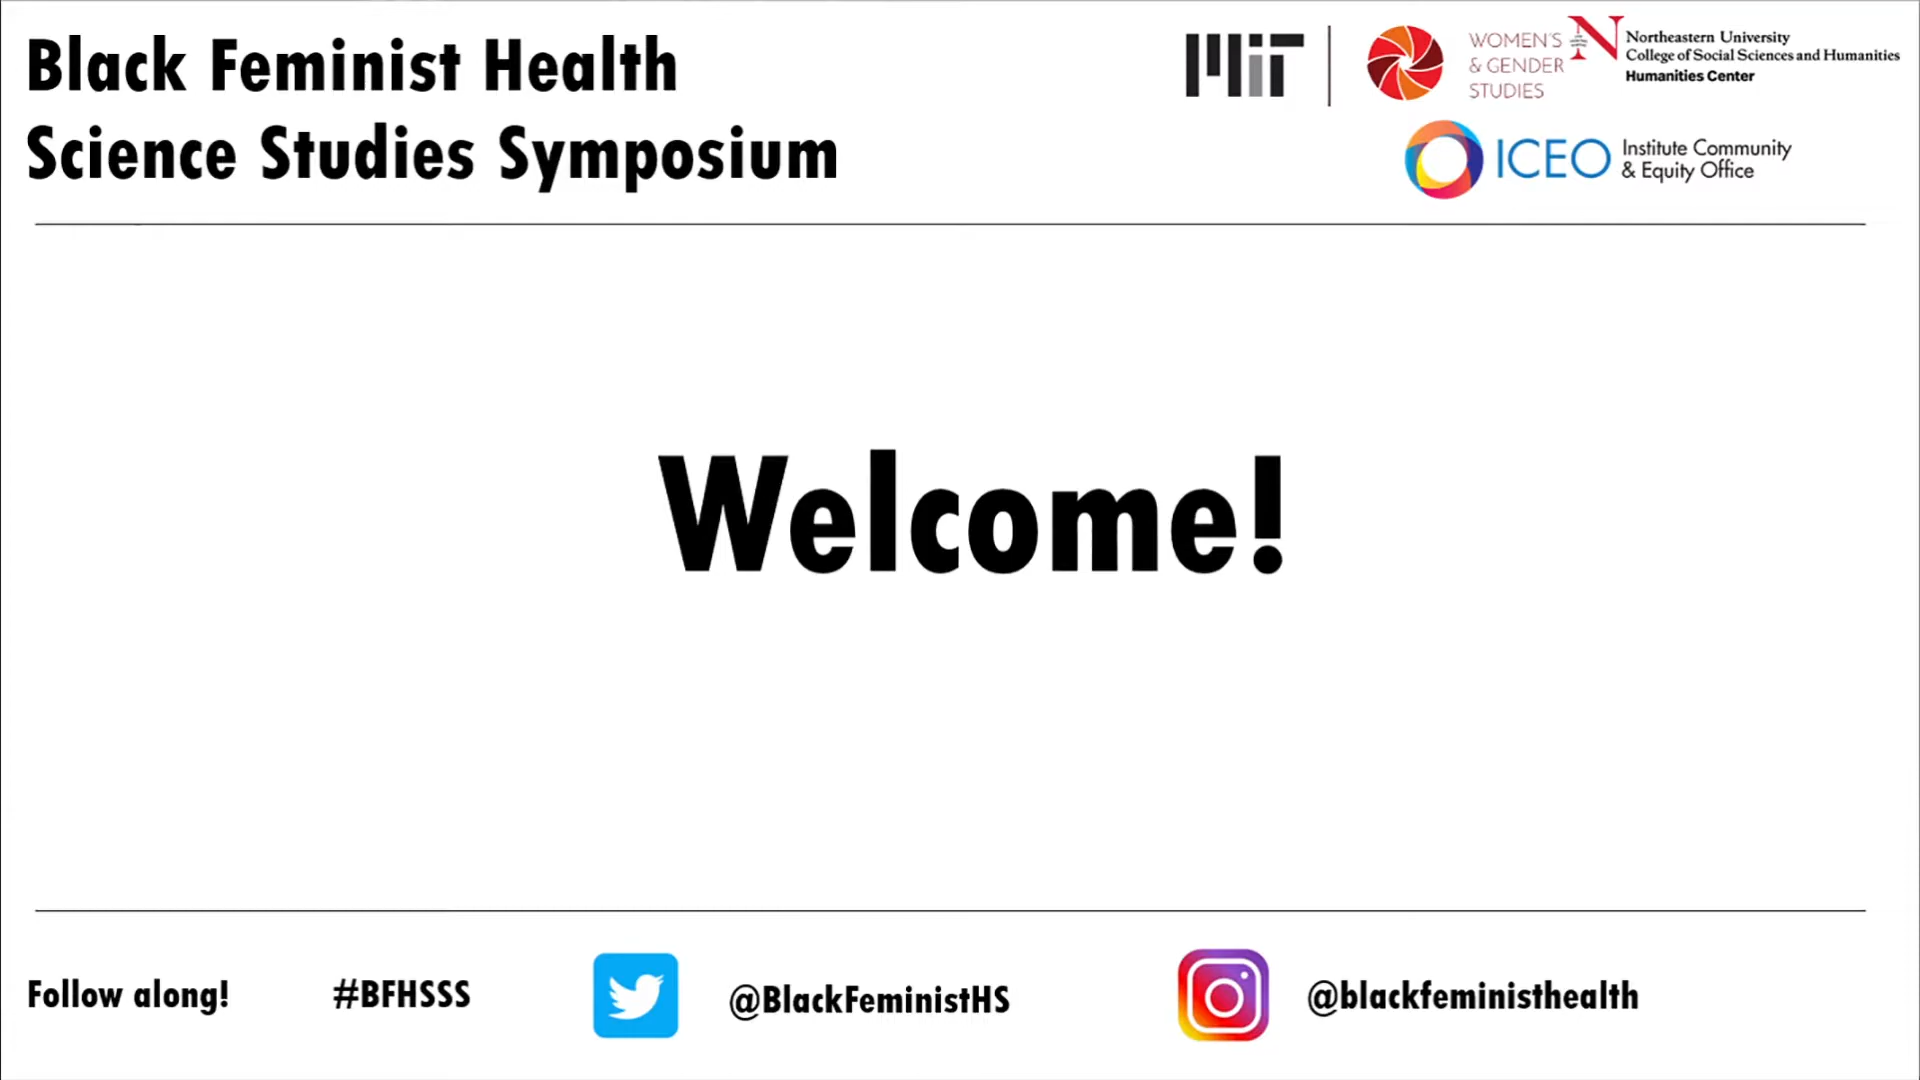 Black Feminist Health
Science Studies Symposium
MIT
WOMEN'S
& GENDER
STUDIES
N
Northeastern University
College of Social Sciences and Humanities
Humanities Center
ICEO
Institute Community
& Equity Office
Welcome!
Follow along!
#BFHSSS
@BlackFeministHS
@blackfeministhealth